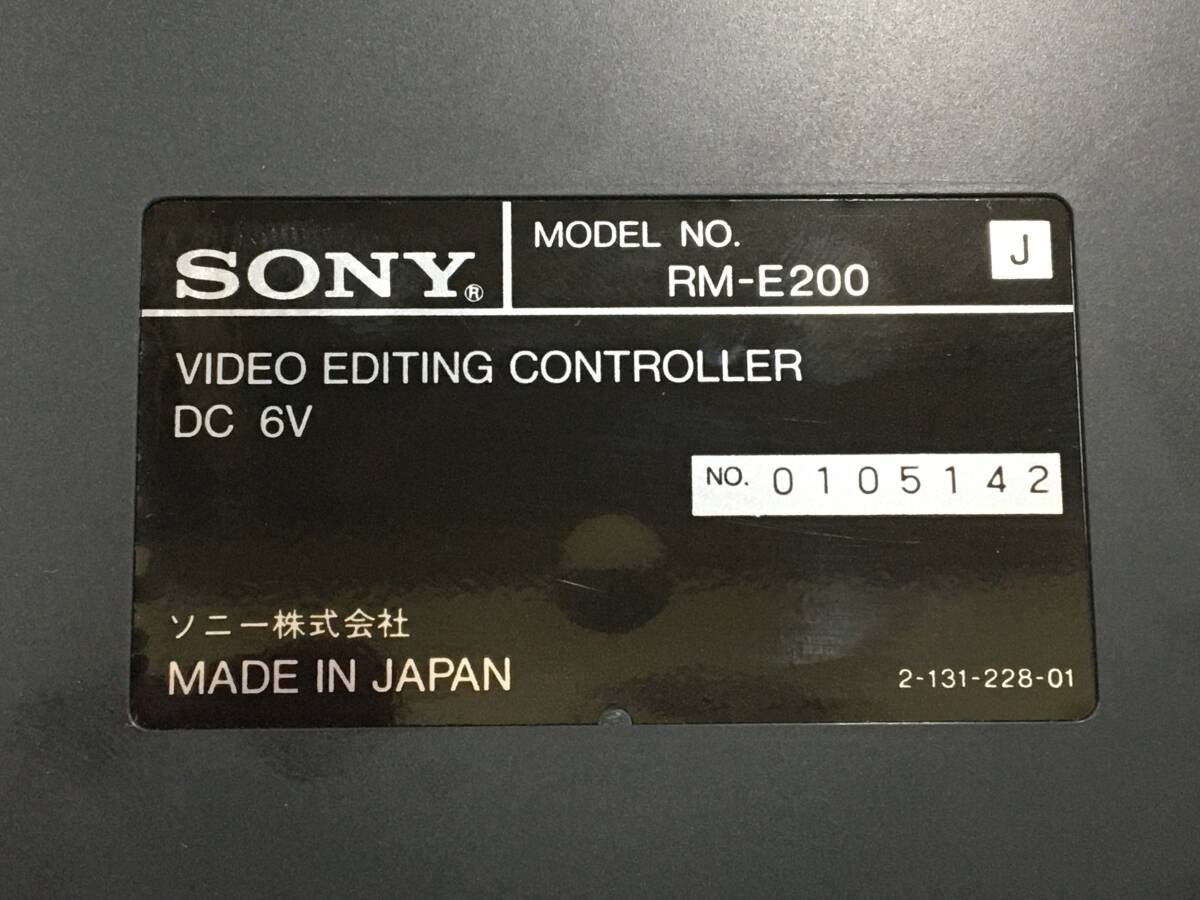 SONY®
MODEL NO.
RM-E200
J
VIDEO EDITING CONTROLLER
DC 6V
NO. 0105142
ソニー株式会社
MADE IN JAPAN
2-131-228-01